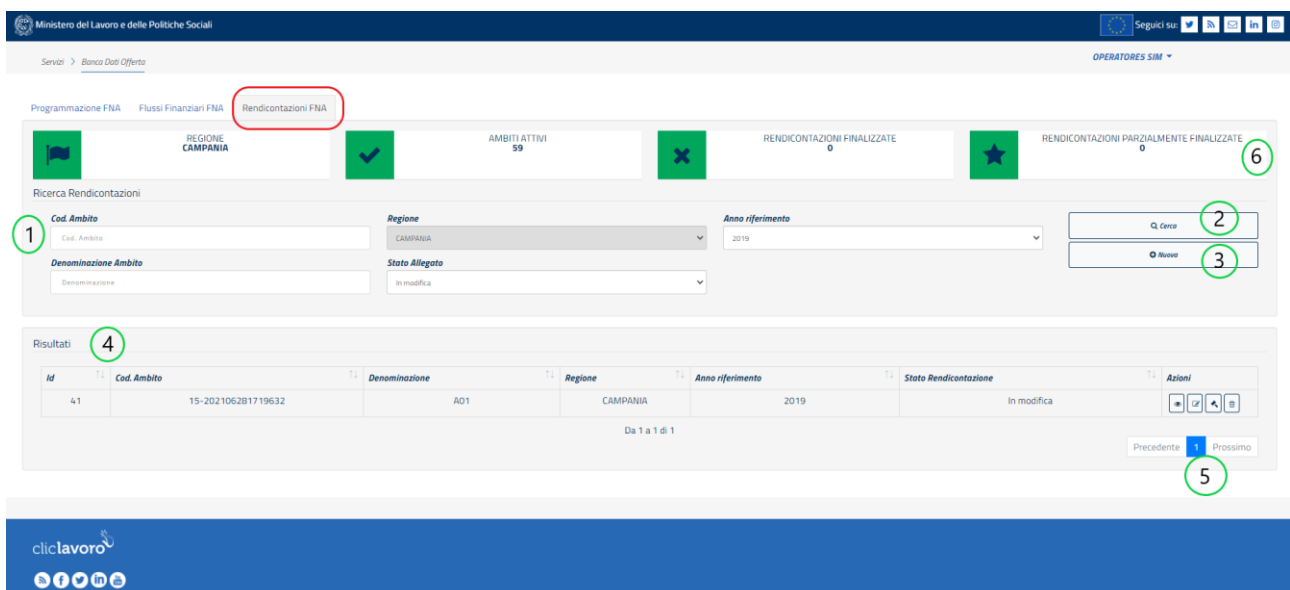 Ministero del Lavoro e delle Politiche Sociali Seguici su:
Servizi > Banca Dati Offerta OPERATORES SIM
Programmazione FNA Flussi Finanziari FNA Rendicontazioni FNA
REGIONE AMBITI ATTIVI RENDICONTAZIONI FINALIZZATE RENDICONTAZIONI PARZIALMENTE FINALIZZATE
CAMPANIA 59 0 0
6
Ricerca Rendicontazioni
Cod. Ambito Regione Anno riferimento
1 Cod. Ambito CAMPANIA 2019 Cerca 2
Denominazione Ambito Stato Allegato Nuova 3
Denominazione In modifica
Risultati 4
Id Cod. Ambito Denominazione Regione Anno riferimento Stato Rendicontazione Azioni
41 15-202106281719632 A01 CAMPANIA 2019 In modifica
Da 1 a 1 di 1
Precedente 1 Prossimo
5
cliclavoro